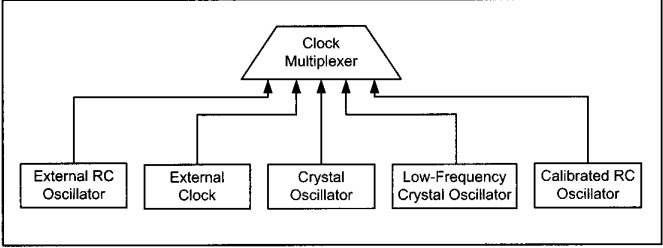 Clock
Multiplexer
External RC
Oscillator
External
Clock
Crystal
Oscillator
Low-Frequency
Crystal Oscillator
Calibrated RC
Oscillator